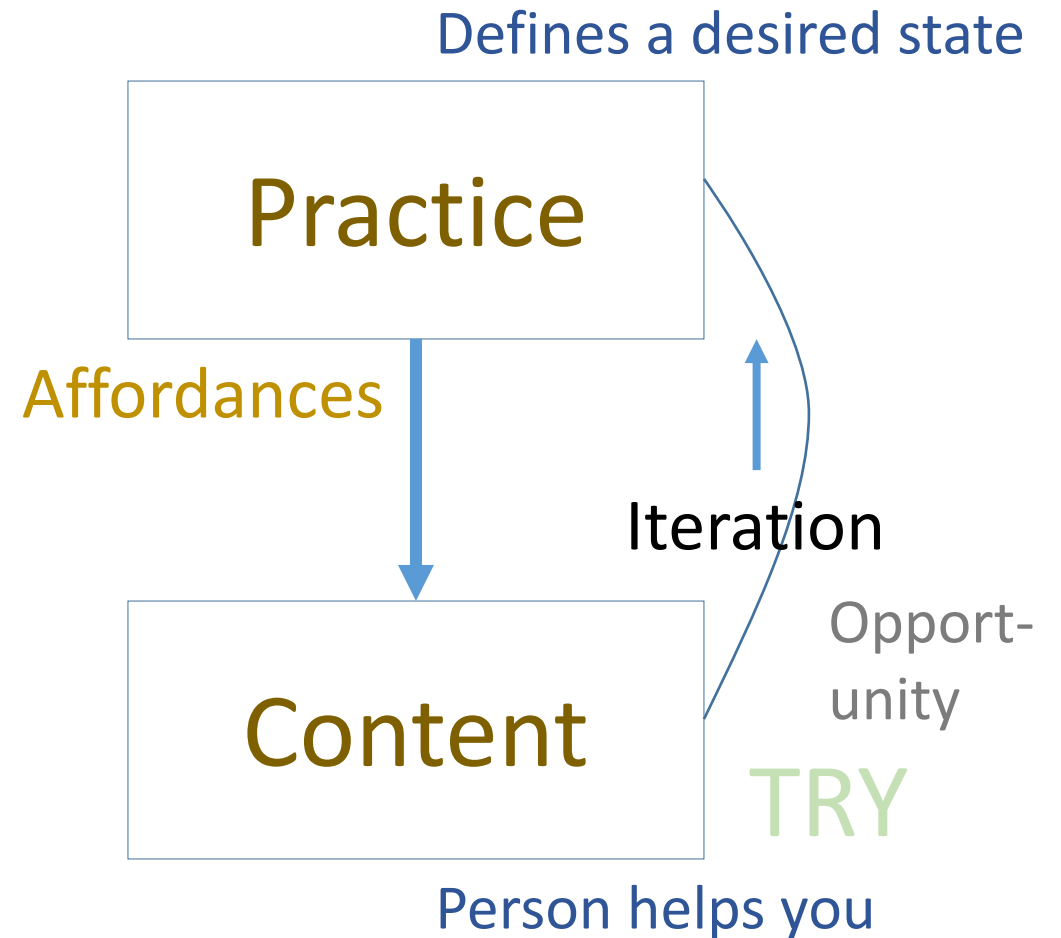 Defines a desired state
Practice
Affordances
Iteration
Opport-
unity
Content
TRY
Person helps you